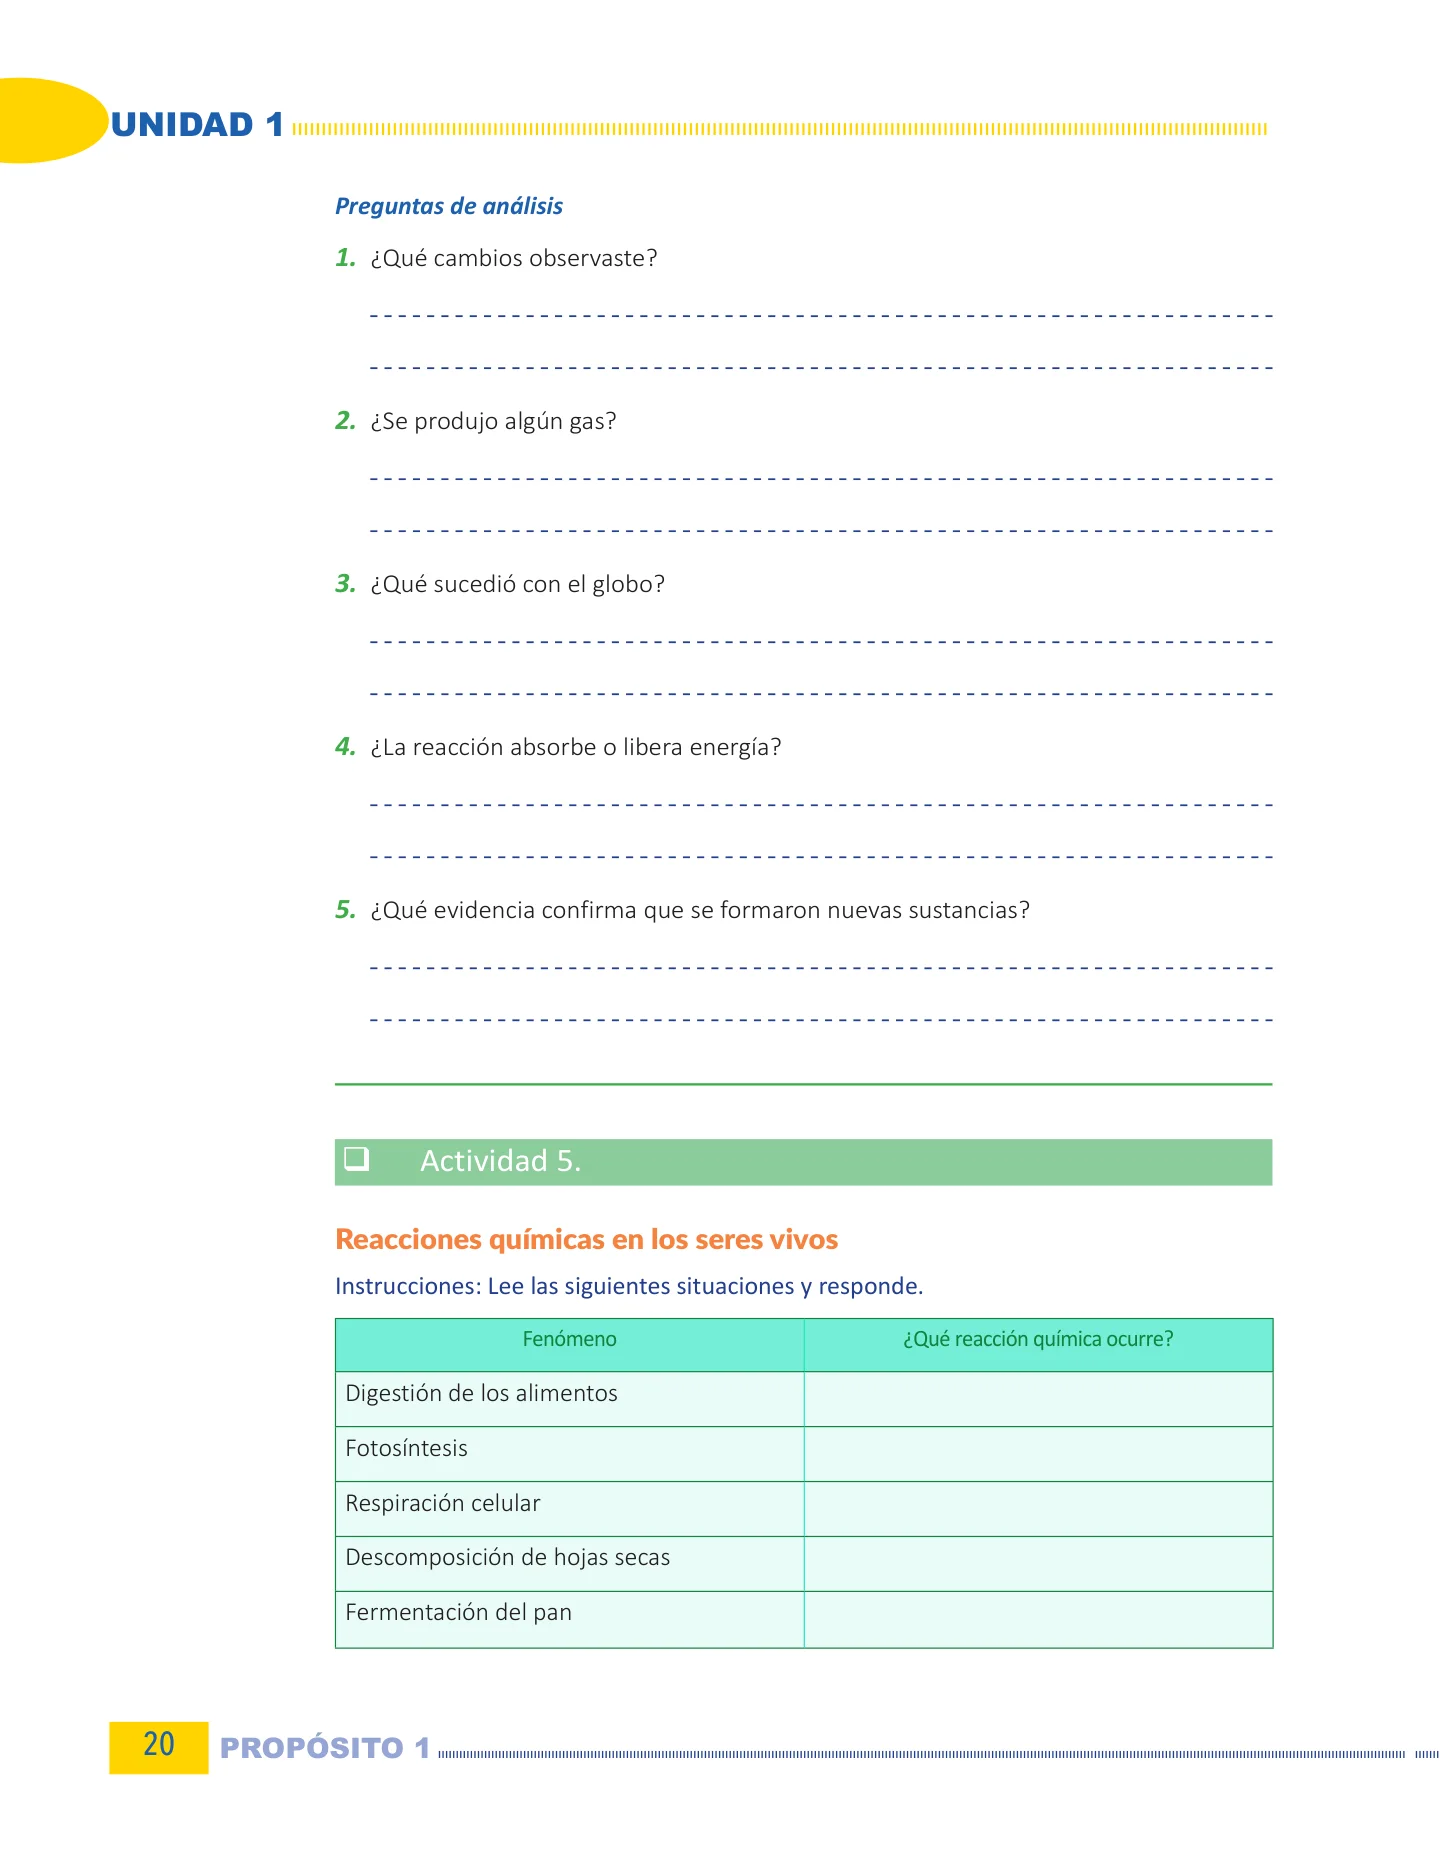 UNIDAD 1
Preguntas de análisis
1. ¿Qué cambios observaste?
2. ¿Se produjo algún gas?
3. ¿Qué sucedió con el globo?
4. ¿La reacción absorbe o libera energía?
5. ¿Qué evidencia confirma que se formaron nuevas sustancias?
❑ Actividad 5.
Reacciones químicas en los seres vivos
Instrucciones: Lee las siguientes situaciones y responde.
Fenómeno ¿Qué reacción química ocurre?
Digestión de los alimentos
Fotosíntesis
Respiración celular
Descomposición de hojas secas
Fermentación del pan
20 PROPÓSITO 1